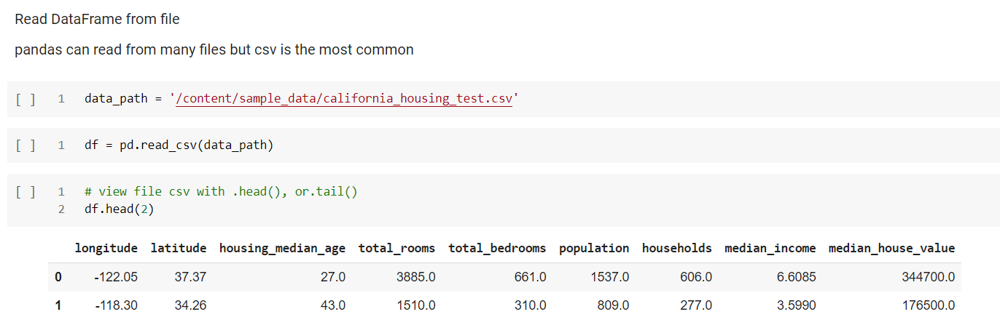 Read DataFrame from file
pandas can read from many files but csv is the most common
[ ] 1 data_path = '/content/sample_data/california_housing_test.csv'
[ ] 1 df = pd.read_csv(data_path)
[ ] 1 # view file csv with .head(), or.tail()
2 df.head(2)
longitude latitude housing_median_age total_rooms total_bedrooms population households median_income median_house_value
0 -122.05 37.37 27.0 3885.0 661.0 1537.0 606.0 6.6085 344700.0
1 -118.30 34.26 43.0 1510.0 310.0 809.0 277.0 3.5990 176500.0